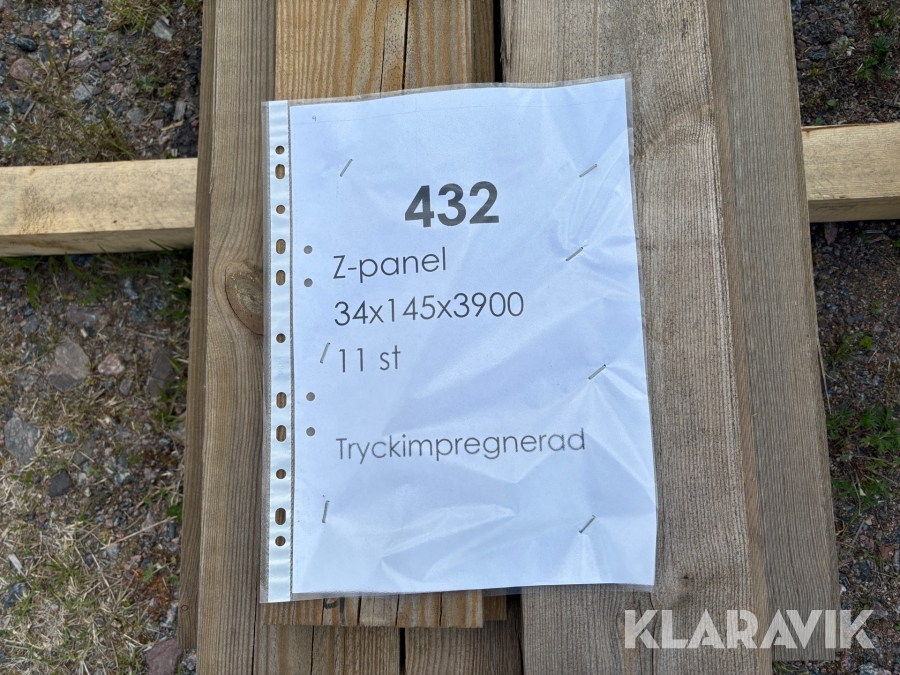 432
Z-panel
34x145x3900
11 st
Tryckimpregnerad
KLARAVIK